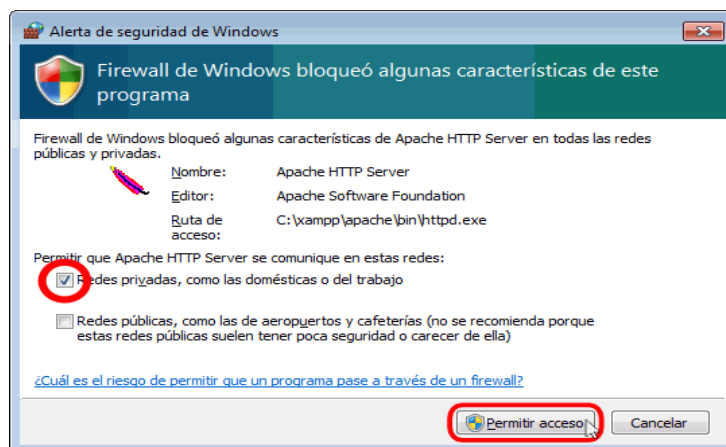 Alerta de seguridad de Windows
Firewall de Windows bloqueó algunas características de este
programa
Firewall de Windows bloqueó algunas características de Apache HTTP Server en todas las redes
públicas y privadas.
Nombre: Apache HTTP Server
Editor: Apache Software Foundation
Ruta de C:\xampp\apache\bin\httpd.exe
acceso:
Permitir que Apache HTTP Server se comunique en estas redes:
Redes privadas, como las domésticas o del trabajo
Redes públicas, como las de aeropuertos y cafeterías (no se recomienda porque
estas redes públicas suelen tener poca seguridad o carecer de ella)
¿Cuál es el riesgo de permitir que un programa pase a través de un firewall?
Permitir acceso Cancelar